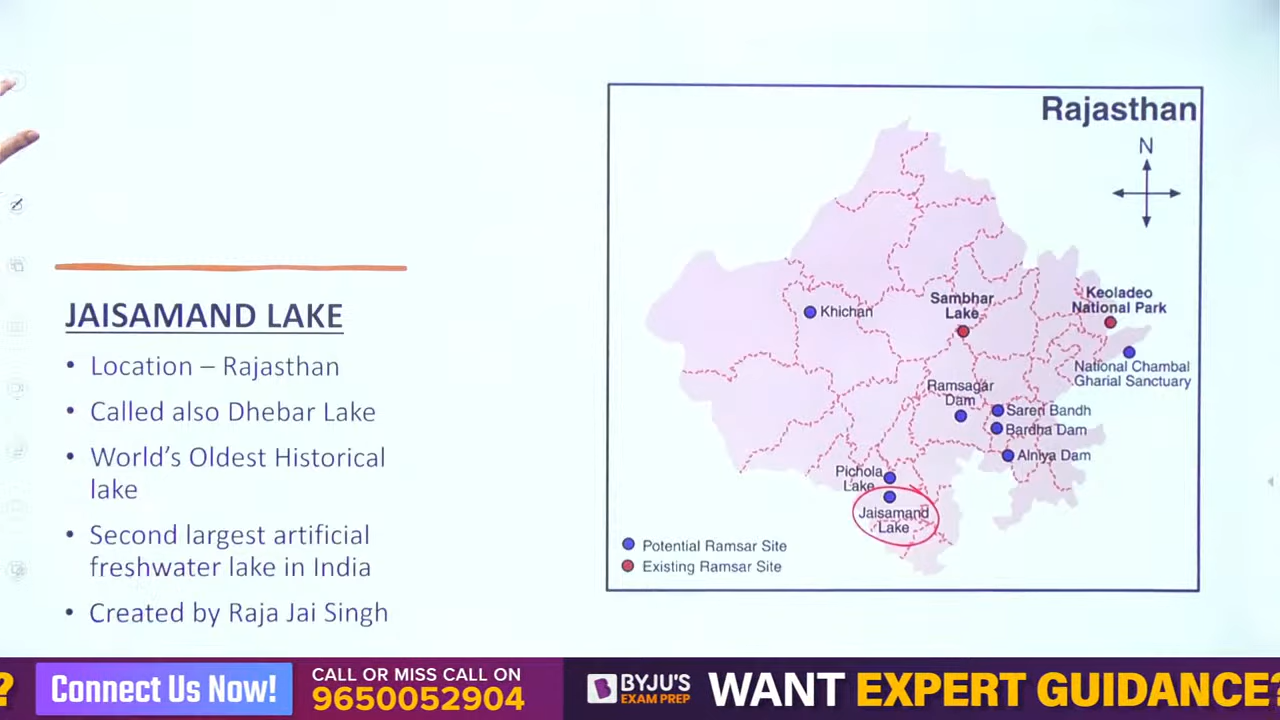 JAISAMAND LAKE
• Location – Rajasthan
• Called also Dhebar Lake
• World's Oldest Historical
lake
• Second largest artificial
freshwater lake in India
• Created by Raja Jai Singh
Rajasthan
N
Khichan
Sambhar
Lake
Keoladeo
National Park
National Chambal
Gharial Sanctuary
Ramsagar
Dam
Sareri Bandh
Bardha Dam
Alniya Dam
Pichola
Lake
Jaisamand
Lake
Potential Ramsar Site
Existing Ramsar Site
?
Connect Us Now!
CALL OR MISS CALL ON
9650052904
BYJU'S
EXAM PREP
WANT EXPERT GUIDANCE?